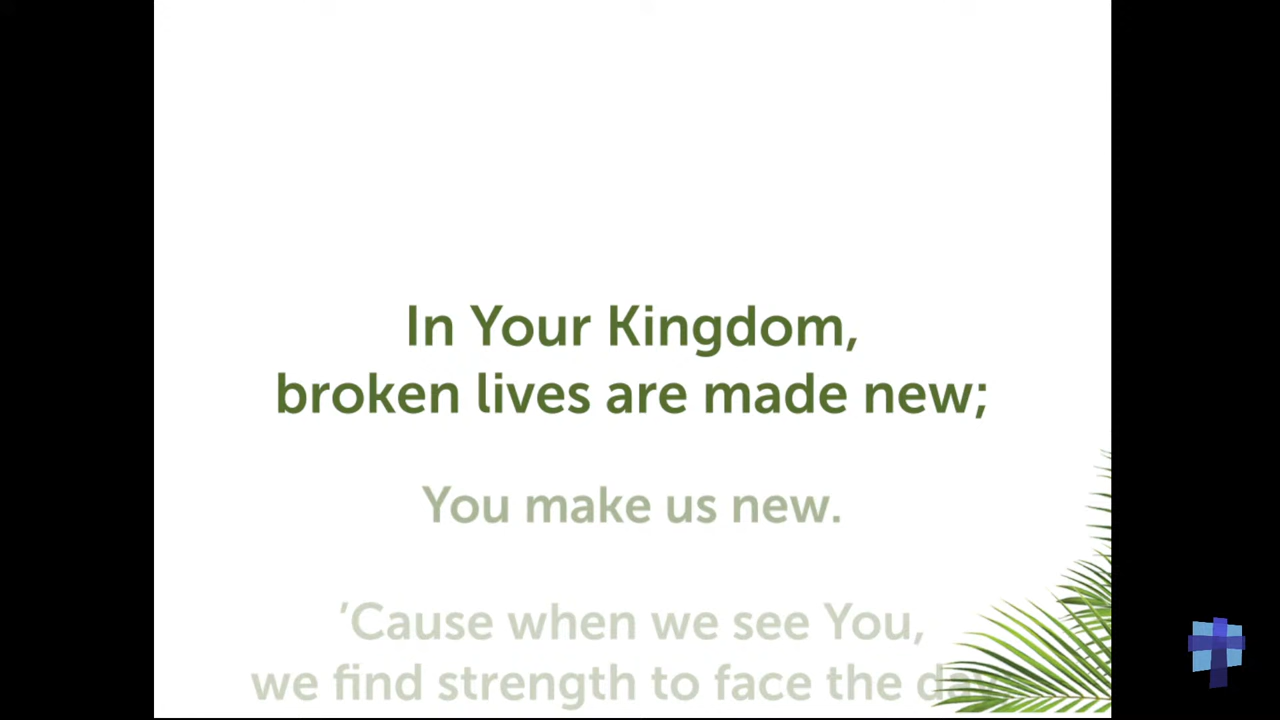 In Your Kingdom,
broken lives are made new;
You make us new.
’Cause when we see You,
we find strength to face the day